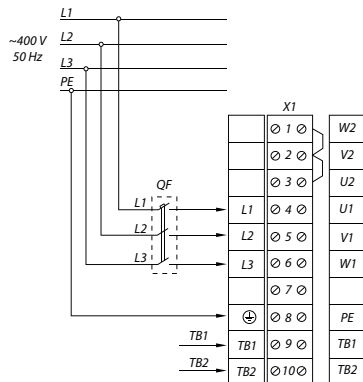 L1
~400 V
L2
50 Hz
L3
PE
X1
1 W2
2 V2
QF
3 U2
L1 L1 4 U1
L2 L2 5 V1
L3 L3 6 W1
7
8 PE
TB1 TB1 9 TB1
TB2 TB2 10 TB2